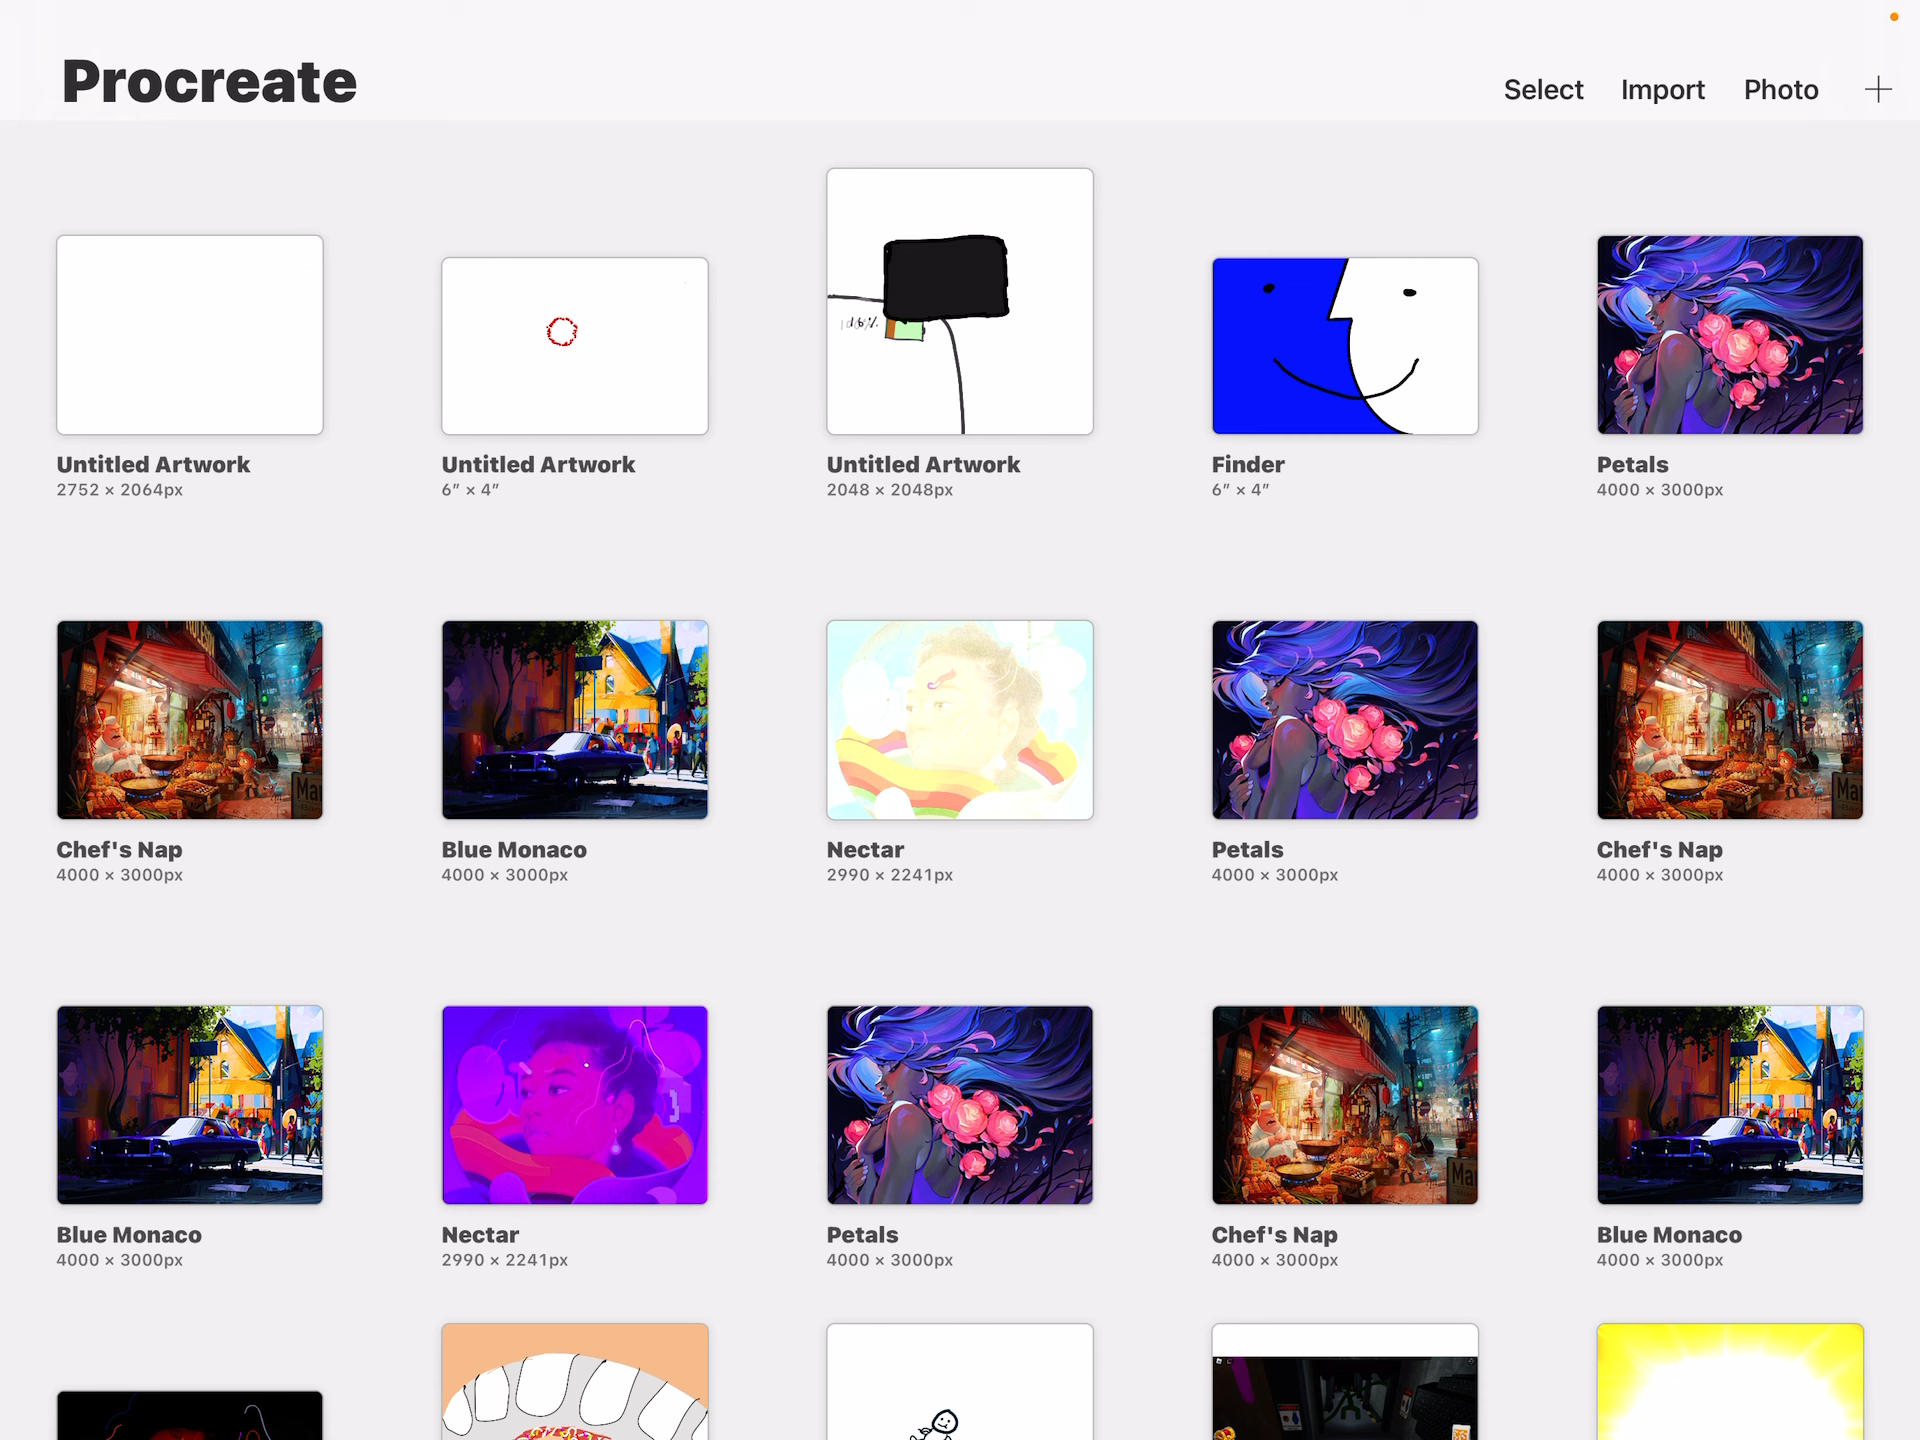 Procreate
Select Import Photo
Untitled Artwork
2752 × 2064px
Untitled Artwork
6” × 4”
Untitled Artwork
2048 × 2048px
Finder
6” × 4”
Petals
4000 × 3000px
Chef's Nap
4000 × 3000px
Blue Monaco
4000 × 3000px
Nectar
2990 × 2241px
Petals
4000 × 3000px
Chef's Nap
4000 × 3000px
Blue Monaco
4000 × 3000px
Nectar
2990 × 2241px
Petals
4000 × 3000px
Chef's Nap
4000 × 3000px
Blue Monaco
4000 × 3000px